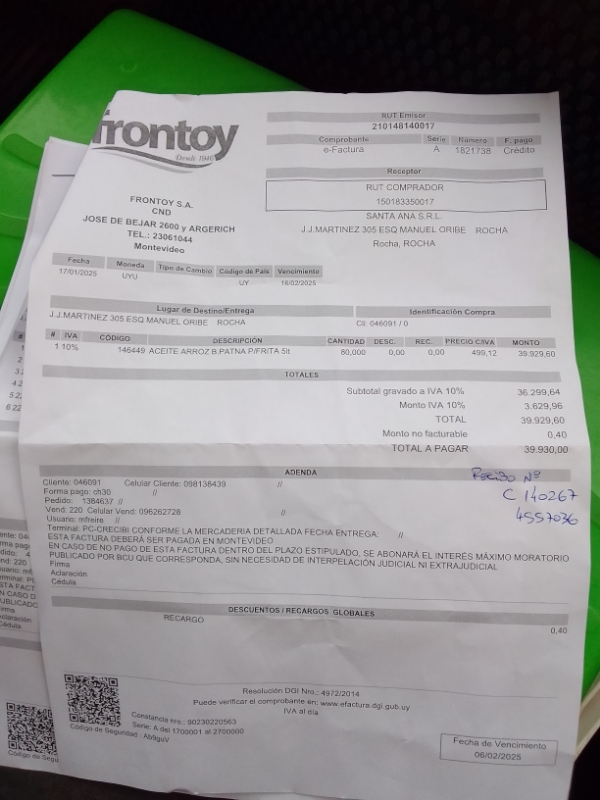 frontoy
Desde 1946
RUT Emisor
210148140017
Comprobante Serie Número F. pago
e-Factura A 1821738 Crédito
Receptor
RUT COMPRADOR
150183350017
SANTA ANA S.R.L.
J.J.MARTINEZ 305 ESQ MANUEL ORIBE ROCHA
Rocha, ROCHA
FRONTOY S.A.
CND
JOSE DE BEJAR 2600 y ARGERICH
TEL.: 23061044
Montevideo
Fecha Moneda Tipo de Cambio Código de País Vencimiento
17/01/2025 UYU UY 16/02/2025
Lugar de Destino/Entrega
J.J.MARTINEZ 305 ESQ MANUEL ORIBE ROCHA
Identificación Compra
CII: 046091 / 0
# IVA CÓDIGO DESCRIPCIÓN CANTIDAD DESC. REC. PRECIO C/IVA MONTO
1 10% 146449 ACEITE ARROZ B.PATNA P/FRITA 5lt 80,000 0,00 0,00 499,12 39.929,60
TOTALES
Subtotal gravado a IVA 10% 36.299,64
Monto IVA 10% 3.629,96
TOTAL 39.929,60
Monto no facturable 0,40
TOTAL A PAGAR 39.930,00
ADENDA
Recibo Nº
C 140267
4557036
Cliente: 046091 Celular Cliente: 098138439 //
Forma pago: ch30 //
Pedido: 1384637 //
Vend: 220 Celular Vend: 096262728 //
Usuario: mfreire //
Terminal: PC-CRECIBI CONFORME LA MERCADERIA DETALLADA FECHA ENTREGA: //
ESTA FACTURA DEBERÁ SER PAGADA EN MONTEVIDEO
EN CASO DE NO PAGO DE ESTA FACTURA DENTRO DEL PLAZO ESTIPULADO, SE ABONARÁ EL INTERÉS MÁXIMO MORATORIO
PUBLICADO POR BCU QUE CORRESPONDA, SIN NECESIDAD DE INTERPELACIÓN JUDICIAL NI EXTRAJUDICIAL
Firma
Aclaración
Cédula
DESCUENTOS / RECARGOS GLOBALES
RECARGO 0,40
Resolución DGI Nro.: 4972/2014
Puede verificar el comprobante en: www.efactura.dgi.gub.uy
IVA al día
Constancia nro.: 90230220563
Serie: A del 1700001 al 2700000
Código de Seguridad : Ab9guV
Fecha de Vencimiento
06/02/2025